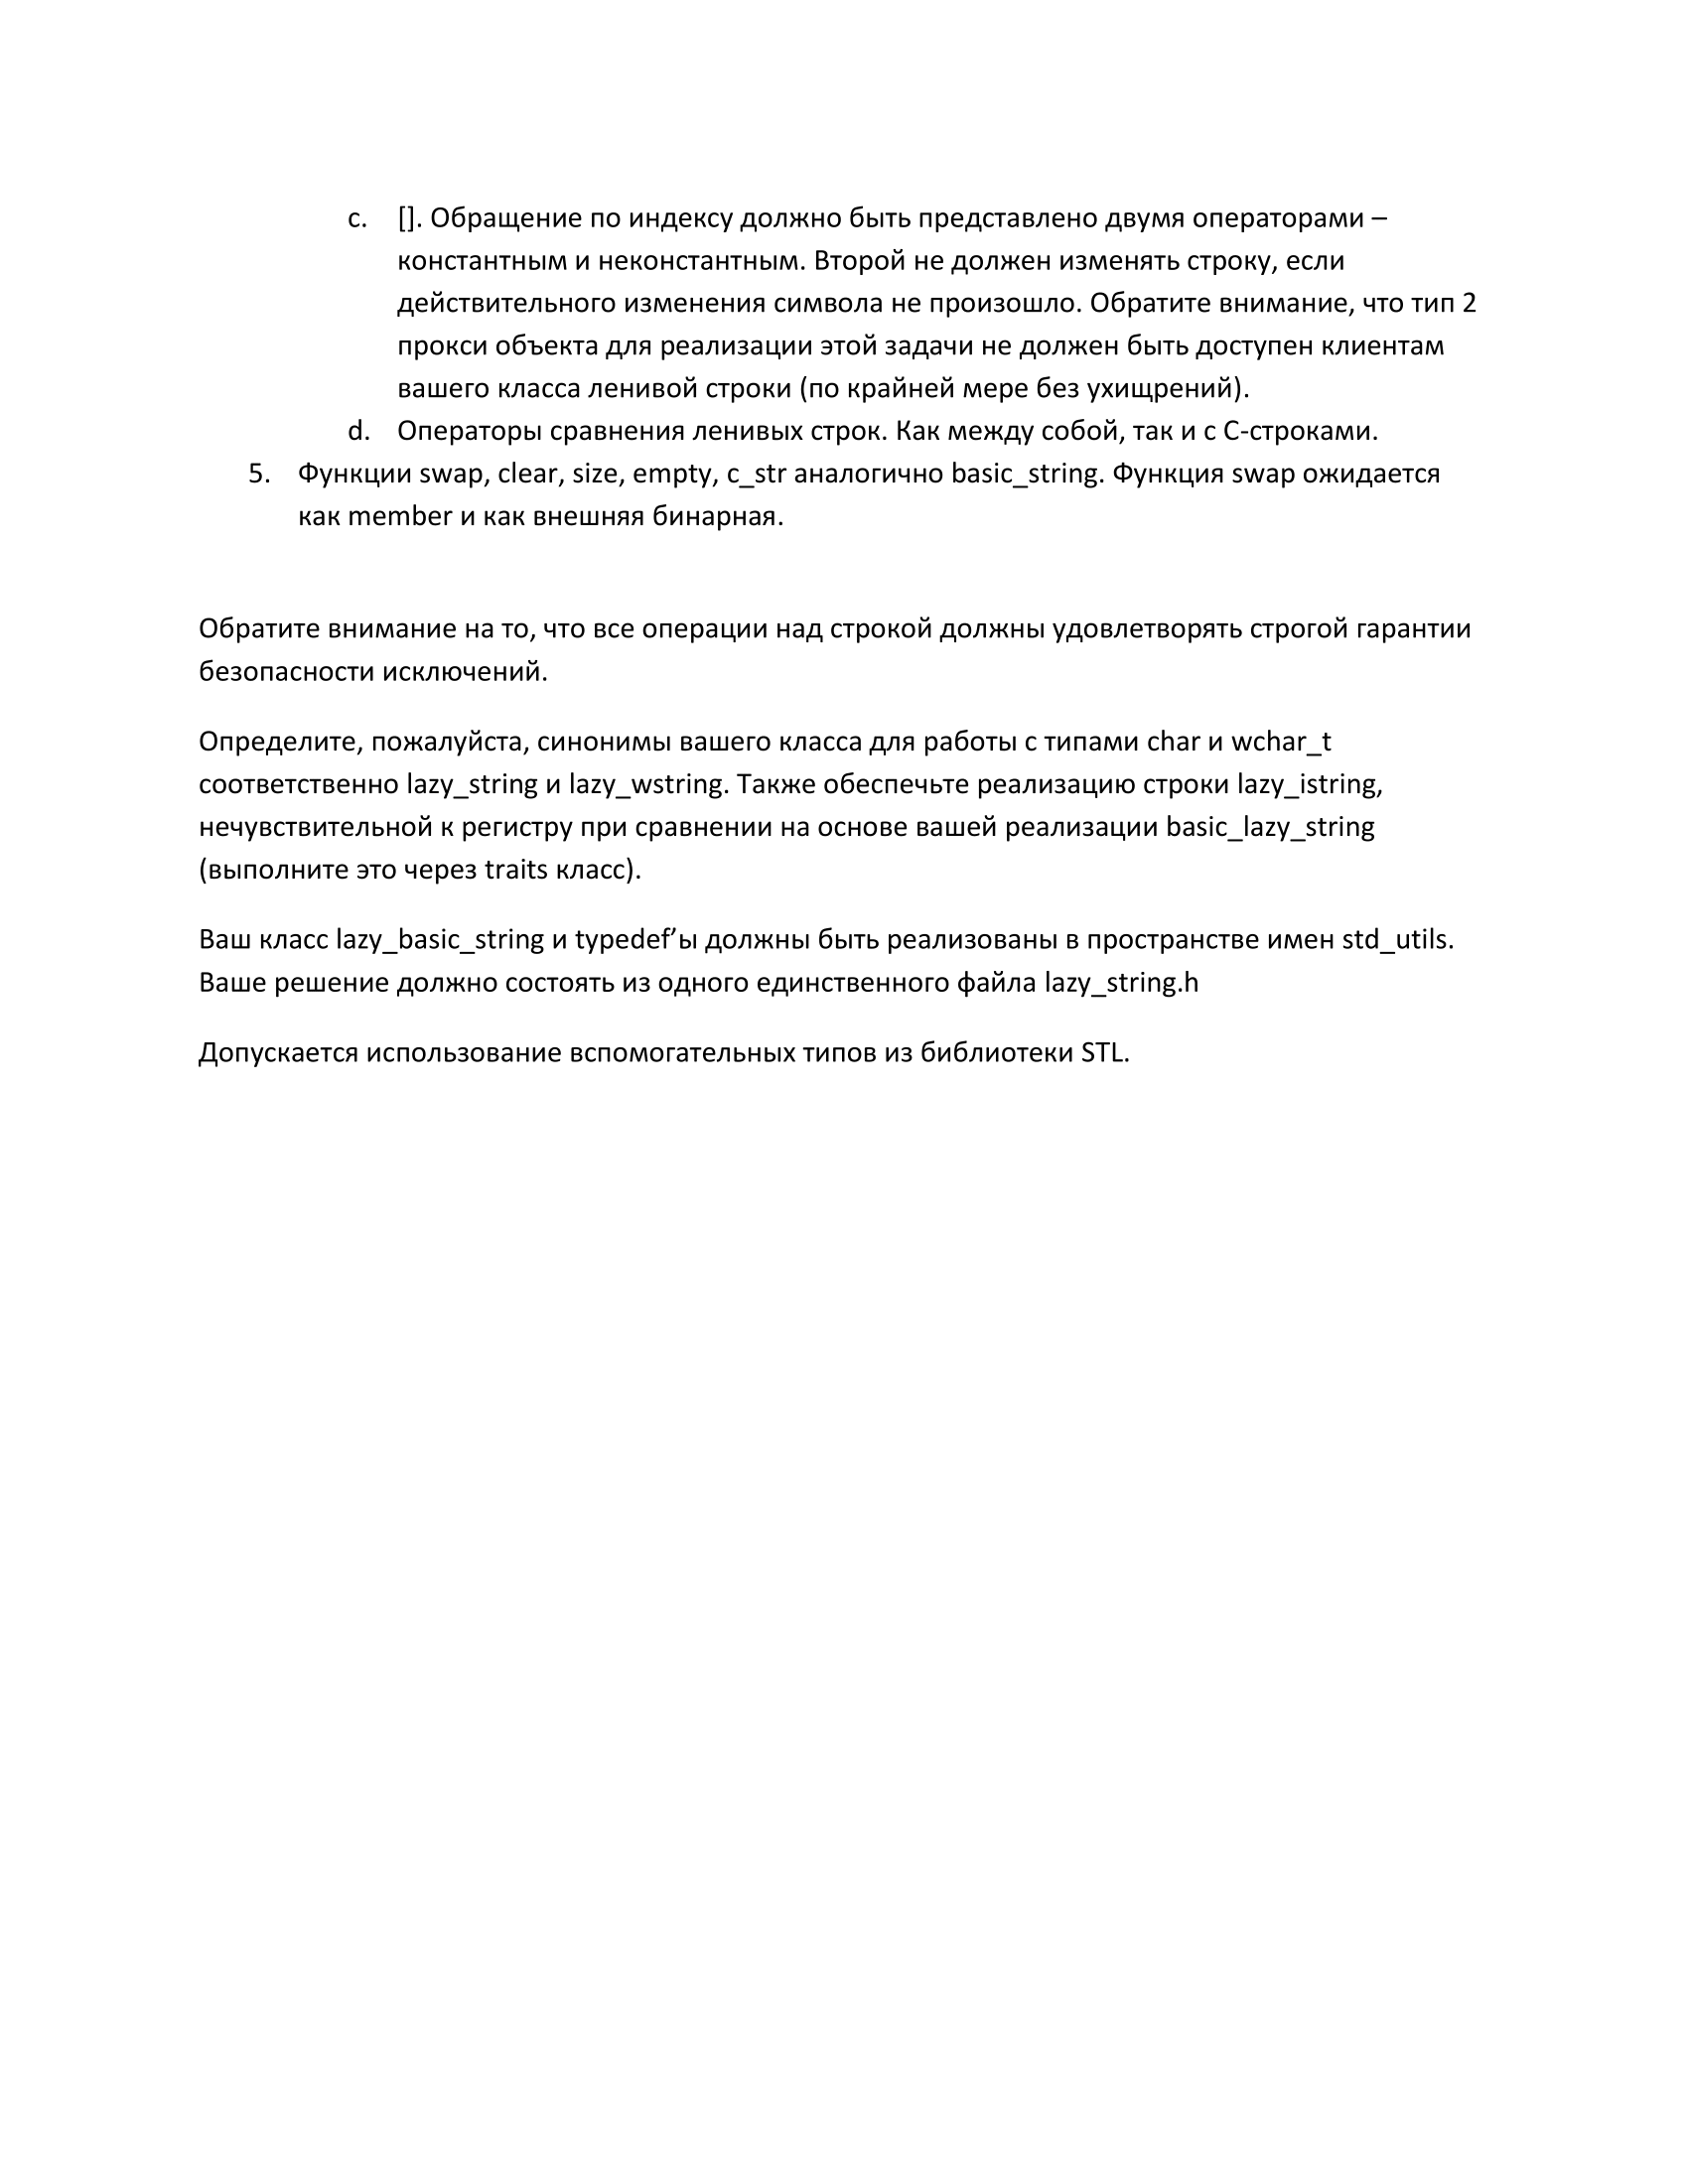 c. []. Обращение по индексу должно быть представлено двумя операторами –
константным и неконстантным. Второй не должен изменять строку, если
действительного изменения символа не произошло. Обратите внимание, что тип 2
прокси объекта для реализации этой задачи не должен быть доступен клиентам
вашего класса ленивой строки (по крайней мере без ухищрений).
d. Операторы сравнения ленивых строк. Как между собой, так и с С-строками.
5. Функции swap, clear, size, empty, c_str аналогично basic_string. Функция swap ожидается
как member и как внешняя бинарная.
Обратите внимание на то, что все операции над строкой должны удовлетворять строгой гарантии
безопасности исключений.
Определите, пожалуйста, синонимы вашего класса для работы с типами char и wchar_t
соответственно lazy_string и lazy_wstring. Также обеспечьте реализацию строки lazy_istring,
нечувствительной к регистру при сравнении на основе вашей реализации basic_lazy_string
(выполните это через traits класс).
Ваш класс lazy_basic_string и typedef’ы должны быть реализованы в пространстве имен std_utils.
Ваше решение должно состоять из одного единственного файла lazy_string.h
Допускается использование вспомогательных типов из библиотеки STL.